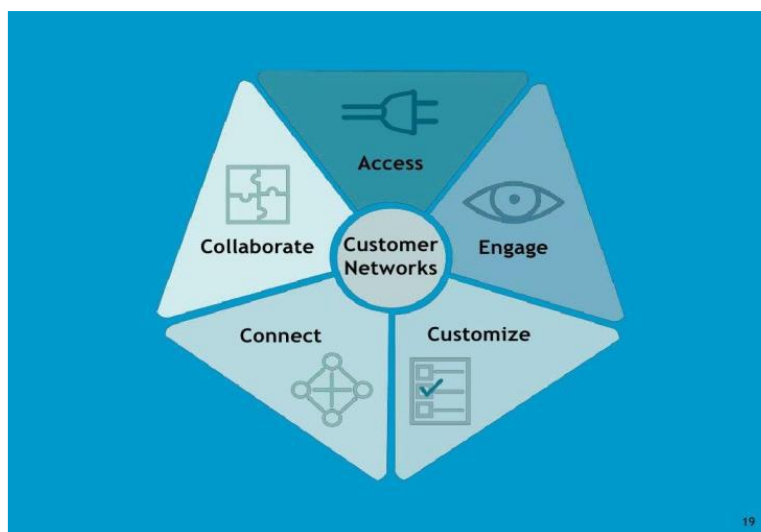 Access
Collaborate
Customer
Networks
Engage
Connect
Customize
19